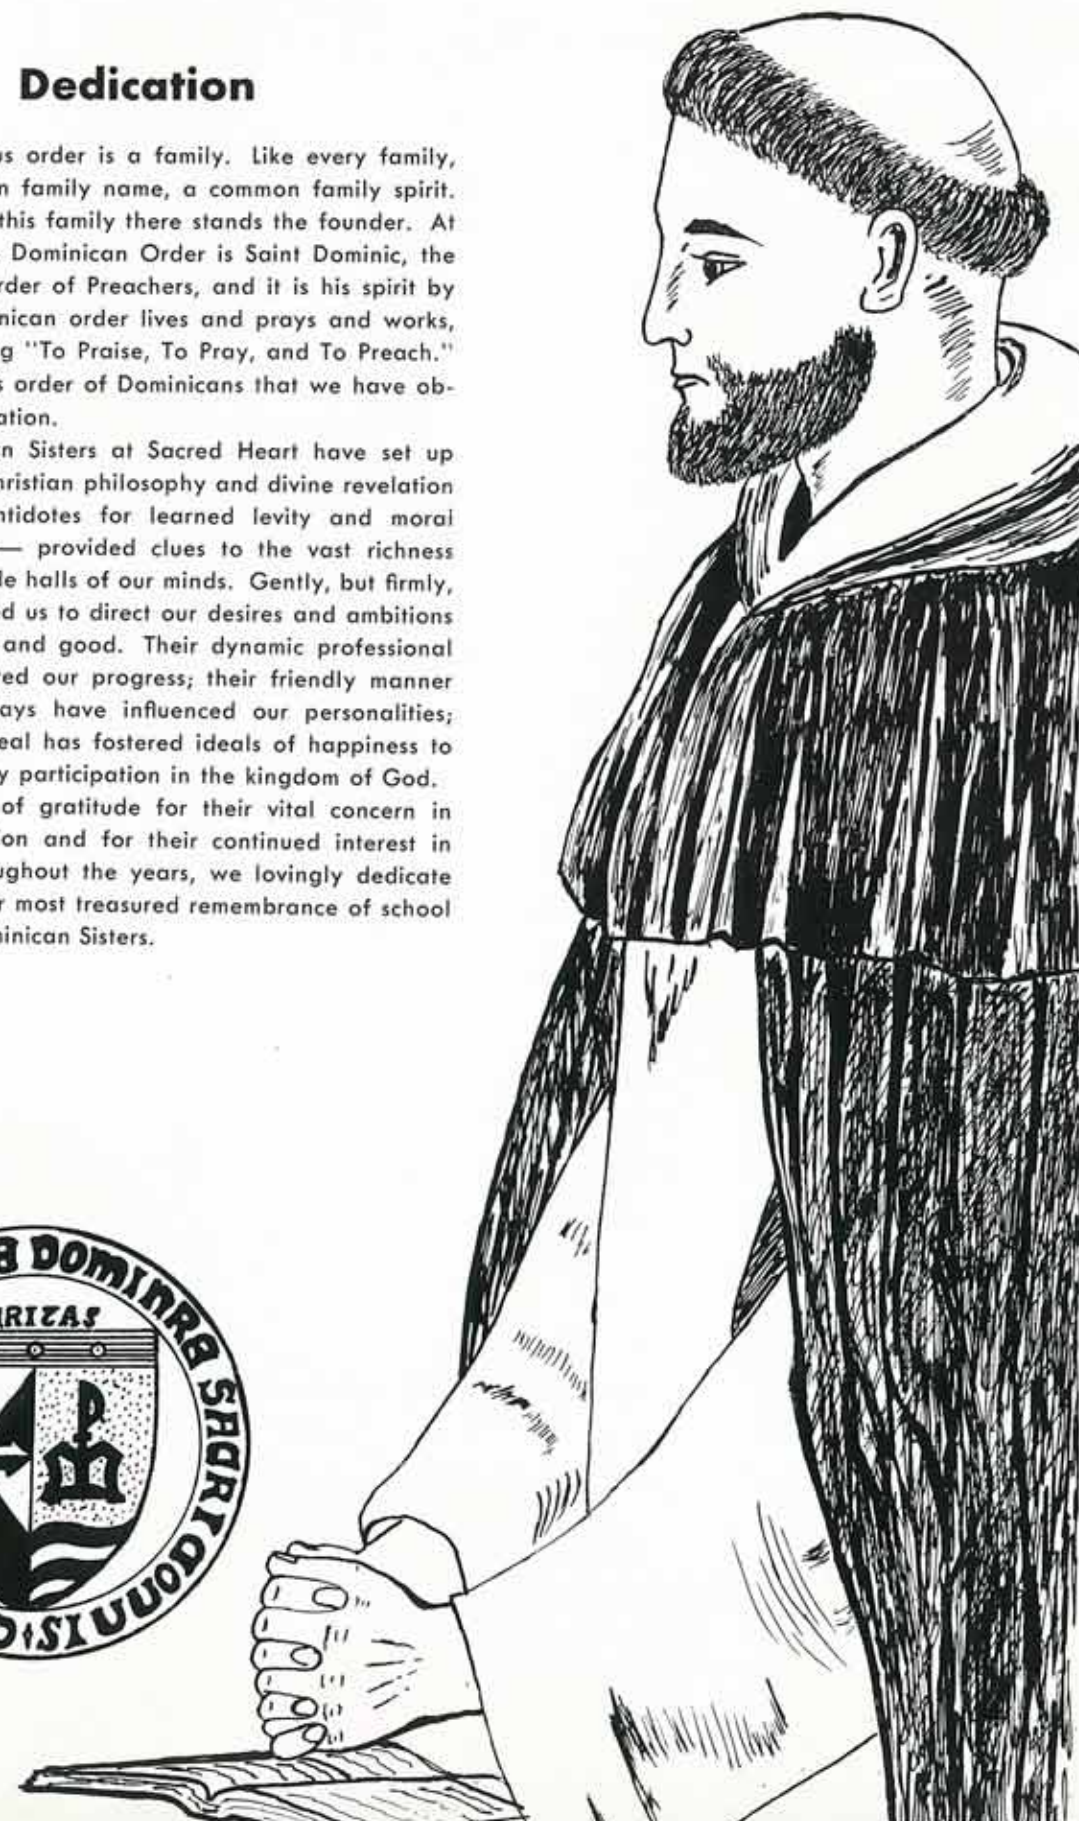 Dedication
us order is a family. Like every family,
n family name, a common family spirit.
this family there stands the founder. At
Dominican Order is Saint Dominic, the
rder of Preachers, and it is his spirit by
nican order lives and prays and works,
g "To Praise, To Pray, and To Preach."
s order of Dominicans that we have ob-
ation.
n Sisters at Sacred Heart have set up
hristian philosophy and divine revelation
ntidotes for learned levity and moral
— provided clues to the vast richness
le halls of our minds. Gently, but firmly,
ed us to direct our desires and ambitions
and good. Their dynamic professional
red our progress; their friendly manner
ays have influenced our personalities;
eal has fostered ideals of happiness to
y participation in the kingdom of God.
of gratitude for their vital concern in
on and for their continued interest in
ughout the years, we lovingly dedicate
r most treasured remembrance of school
minican Sisters.
DOMINRA
RITAS